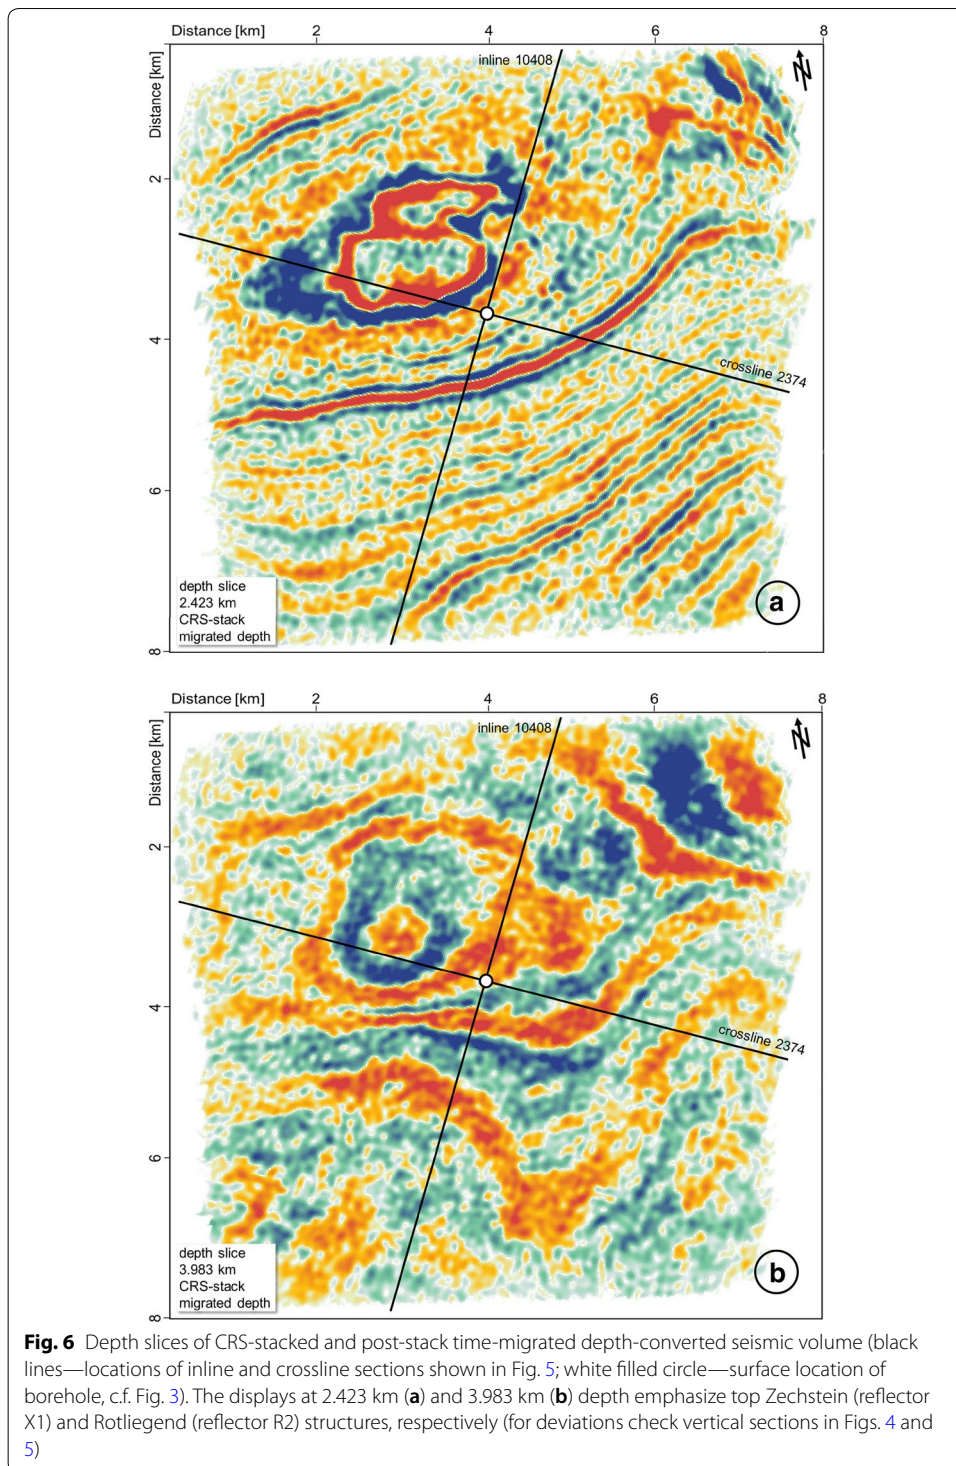 Distance [km] 2 4 6 8
inline 10408
N
Distance [km]
2
4
crossline 2374
6
depth slice
2.423 km
CRS-stack
migrated depth
a
8
Distance [km] 2 4 6 8
inline 10408
N
Distance [km]
2
4
crossline 2374
6
depth slice
3.983 km
CRS-stack
migrated depth
b
8
Fig. 6 Depth slices of CRS-stacked and post-stack time-migrated depth-converted seismic volume (black
lines—locations of inline and crossline sections shown in Fig. 5; white filled circle—surface location of
borehole, c.f. Fig. 3). The displays at 2.423 km (a) and 3.983 km (b) depth emphasize top Zechstein (reflector
X1) and Rotliegend (reflector R2) structures, respectively (for deviations check vertical sections in Figs. 4 and
5)